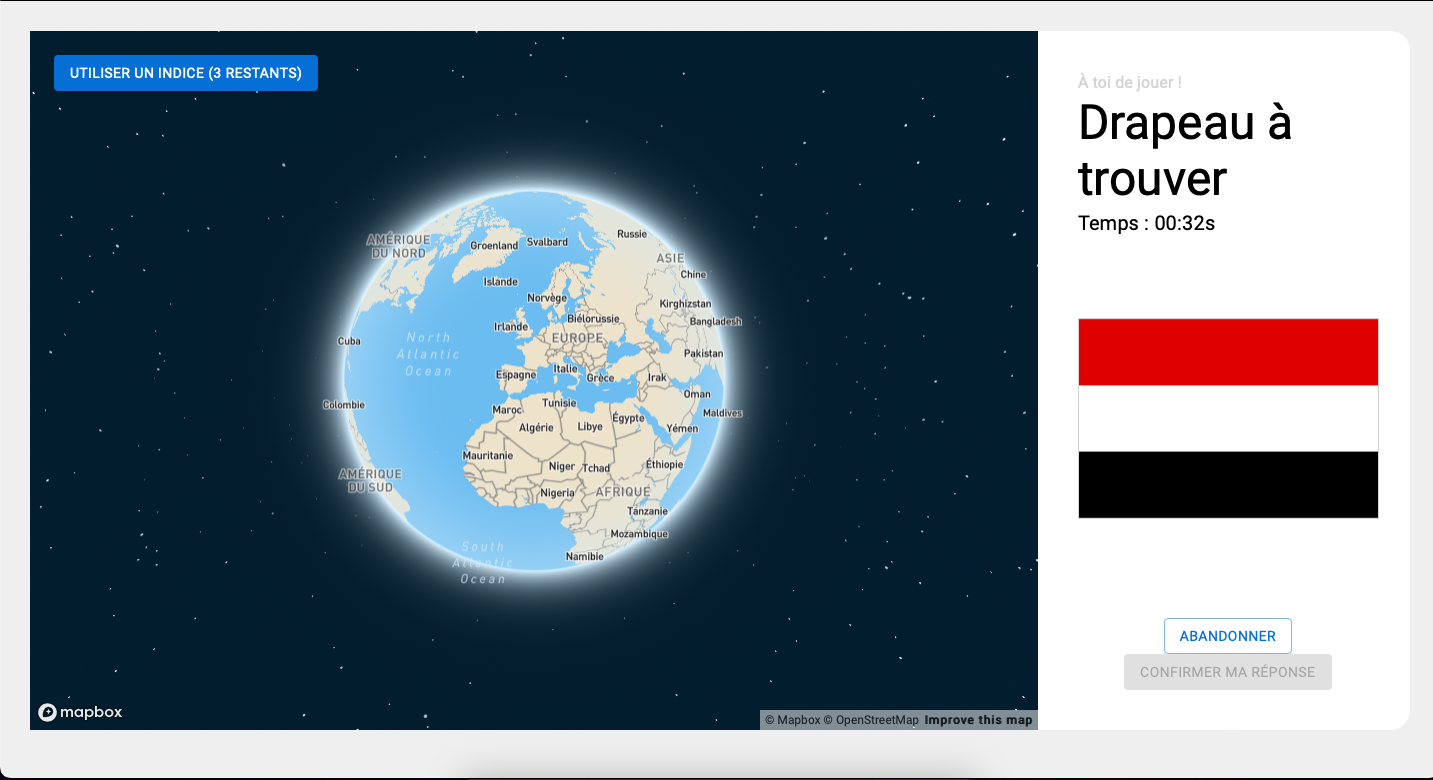 UTILISER UN INDICE (3 RESTANTS)
À toi de jouer !
Drapeau à
trouver
Temps : 00:32s
AMÉRIQUE
DU NORD
Groenland
Svalbard
Russie
ASIE
Chine
Islande
Norvège
Kirghizstan
Irlande
Biélorussie
Bangladesh
Cuba
North
Atlantic
Ocean
EUROPE
Pakistan
Espagne
Italie
Grèce
Irak
Oman
Colombie
Maroc
Tunisie
Maldives
Algérie
Libye
Égypte
Yémen
Mauritanie
Niger
Tchad
Éthiopie
AMÉRIQUE
DU SUD
Nigeria
AFRIQUE
Tanzanie
Mozambique
South
Atlantic
Ocean
Namibie
ABANDONNER
CONFIRMER MA RÉPONSE
mapbox
© Mapbox © OpenStreetMap Improve this map